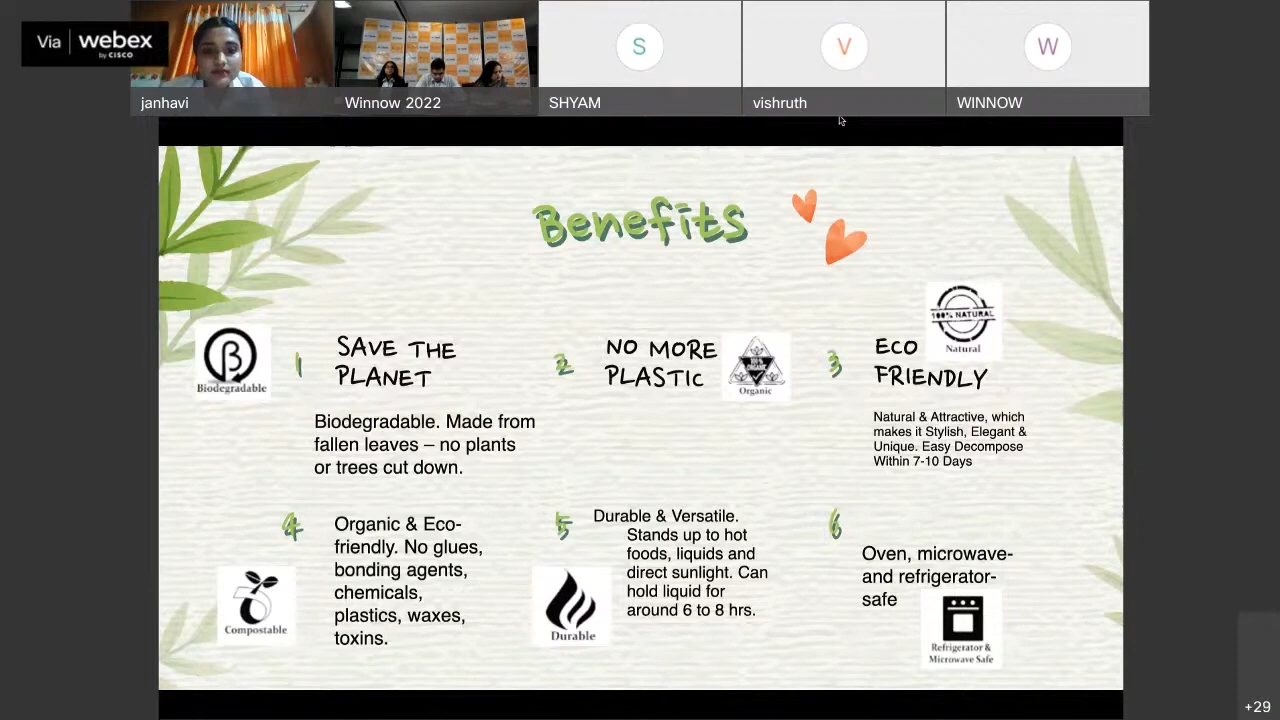 Via webex
by CISCO
janhavi
Winnow 2022
S
SHYAM
V
vishruth
W
WINNOW
Benefits
Biodegradable
1
SAVE THE
PLANET
Biodegradable. Made from
fallen leaves – no plants
or trees cut down.
2
NO MORE
PLASTIC
100%
ORGANIC
Organic
3
ECO
FRIENDLY
100% NATURAL
Natural
Natural & Attractive, which
makes it Stylish, Elegant &
Unique. Easy Decompose
Within 7-10 Days
4
Organic & Eco-
friendly. No glues,
bonding agents,
chemicals,
plastics, waxes,
toxins.
Compostable
5
Durable & Versatile.
Stands up to hot
foods, liquids and
direct sunlight. Can
hold liquid for
around 6 to 8 hrs.
Durable
6
Oven, microwave-
and refrigerator-
safe
Refrigerator &
Microwave Safe
+29